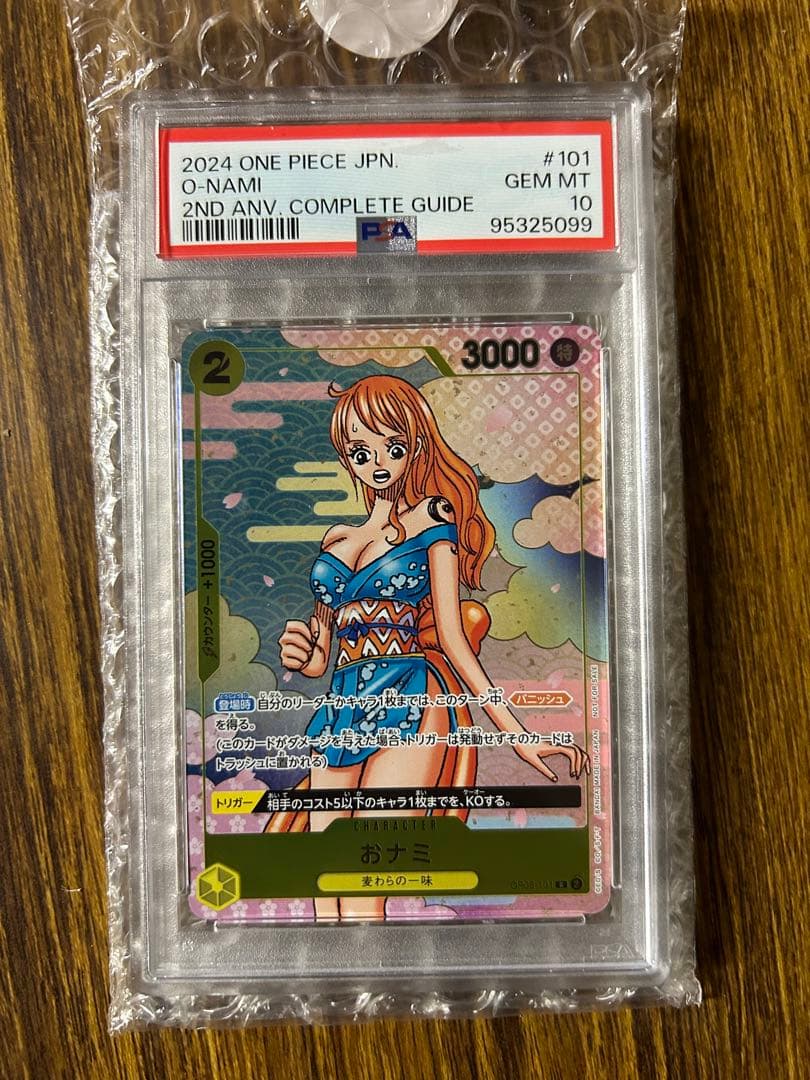 2024 ONE PIECE JPN. #101
O-NAMI GEM MT
2ND ANV. COMPLETE GUIDE 10
PSA 95325099
2 3000 特
カウンター +1000
登場時 自分のリーダーかキャラ1枚までは、このターン中、バニッシュ
を得る。
(このカードがダメージを与えた場合、トリガーは発動せずそのカードは
トラッシュに置かれる)
トリガー 相手のコスト5以下のキャラ1枚までを、KOする。
CHARACTER
おナミ
麦わらの一味
BANDAI MADE IN JAPAN NOT FOR SALE
PSA